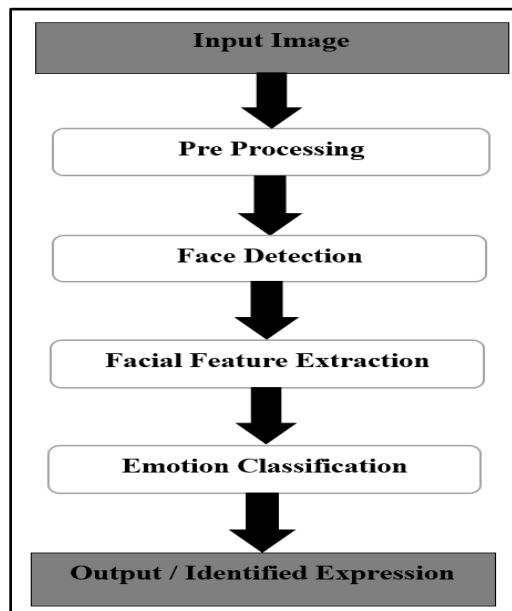 Input Image
Pre Processing
Face Detection
Facial Feature Extraction
Emotion Classification
Output / Identified Expression